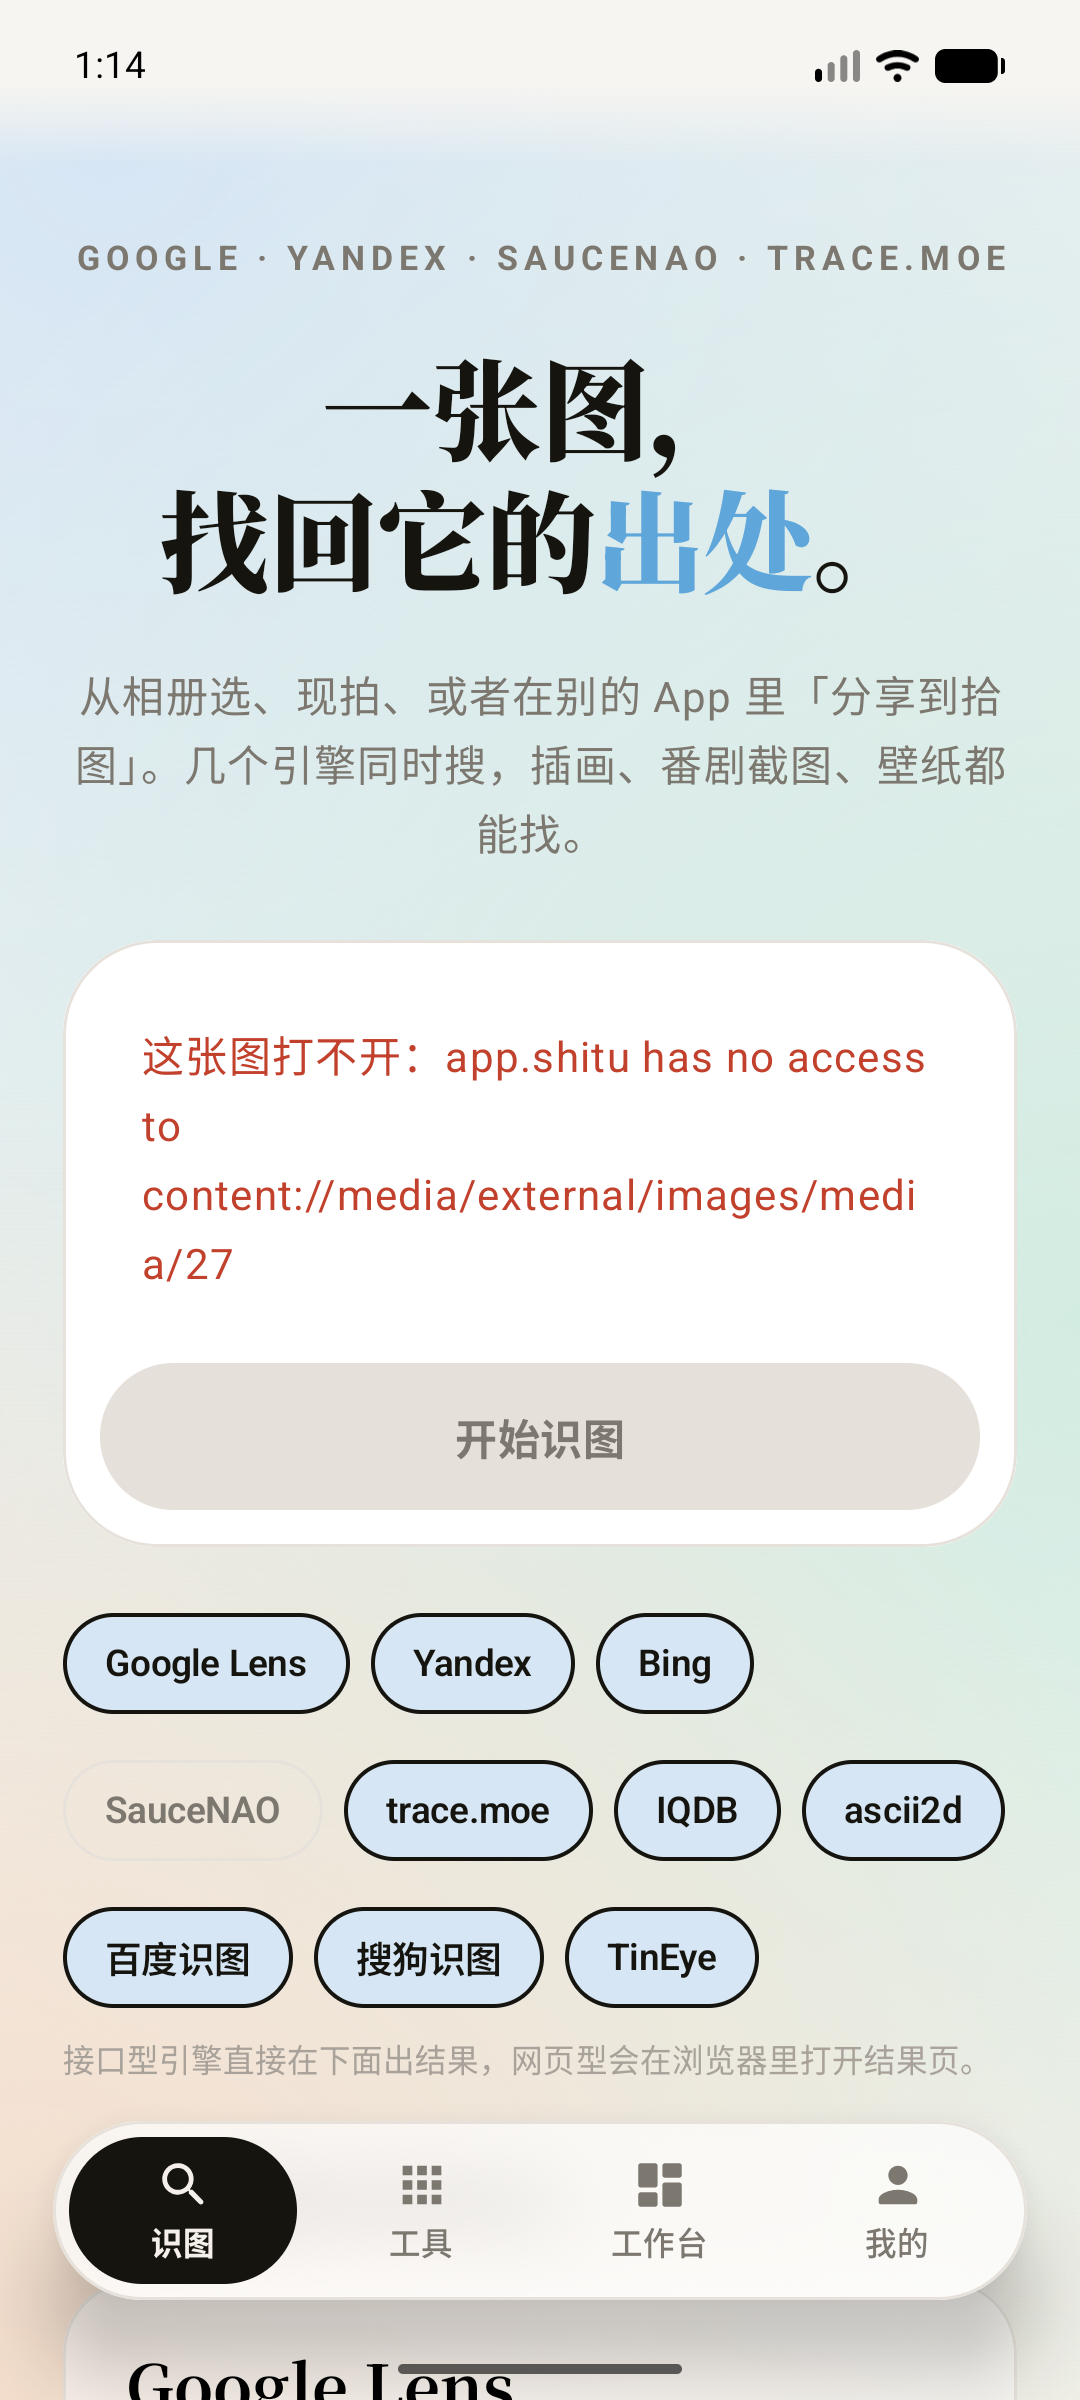 1:14
GOOGLE · YANDEX · SAUCENAO · TRACE.MOE
一张图，
找回它的出处。
从相册选、现拍、或者在别的 App 里「分享到拾
图」。几个引擎同时搜，插画、番剧截图、壁纸都
能找。
这张图打不开：app.shitu has no access
to
content://media/external/images/medi
a/27
开始识图
Google Lens
Yandex
Bing
SauceNAO
trace.moe
IQDB
ascii2d
百度识图
搜狗识图
TinEye
接口型引擎直接在下面出结果，网页型会在浏览器里打开结果页。
识图
工具
工作台
我的
Google Lens